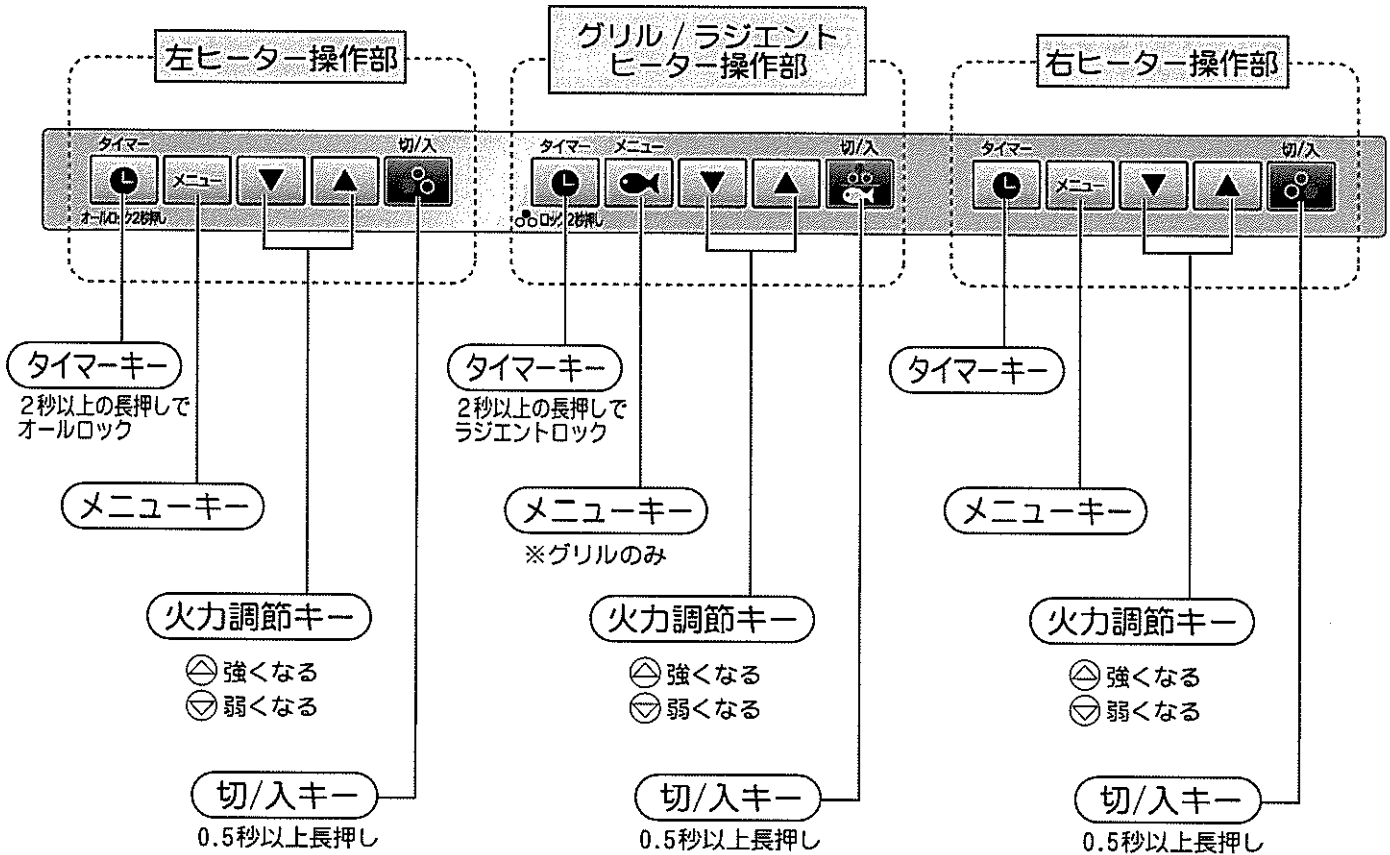 左ヒーター操作部
グリル / ラジエント
ヒーター操作部
右ヒーター操作部
タイマー 切/入
メニュー ▼ ▲
オールロック2秒押し
タイマー メニュー 切/入
▼ ▲
ロック2秒押し
タイマー 切/入
メニュー ▼ ▲
タイマーキー
2秒以上の長押しで
オールロック
メニューキー
火力調節キー
強くなる
弱くなる
切/入キー
0.5秒以上長押し
タイマーキー
2秒以上の長押しで
ラジエントロック
メニューキー
※グリルのみ
火力調節キー
強くなる
弱くなる
切/入キー
0.5秒以上長押し
タイマーキー
メニューキー
火力調節キー
強くなる
弱くなる
切/入キー
0.5秒以上長押し